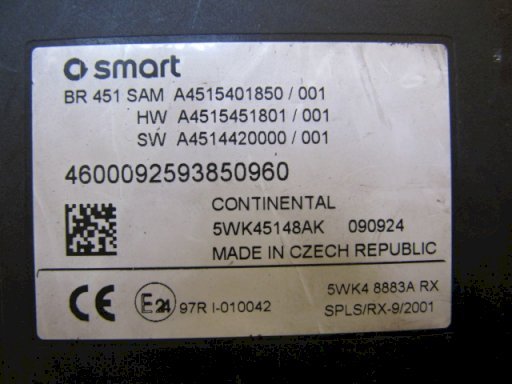 smart
BR 451 SAM A4515401850 / 001
HW A4515451801 / 001
SW A4514420000 / 001
4600092593850960
CONTINENTAL
5WK45148AK 090924
MADE IN CZECH REPUBLIC
CE E24 97R I-010042
5WK4 8883A RX
SPLS/RX-9/2001